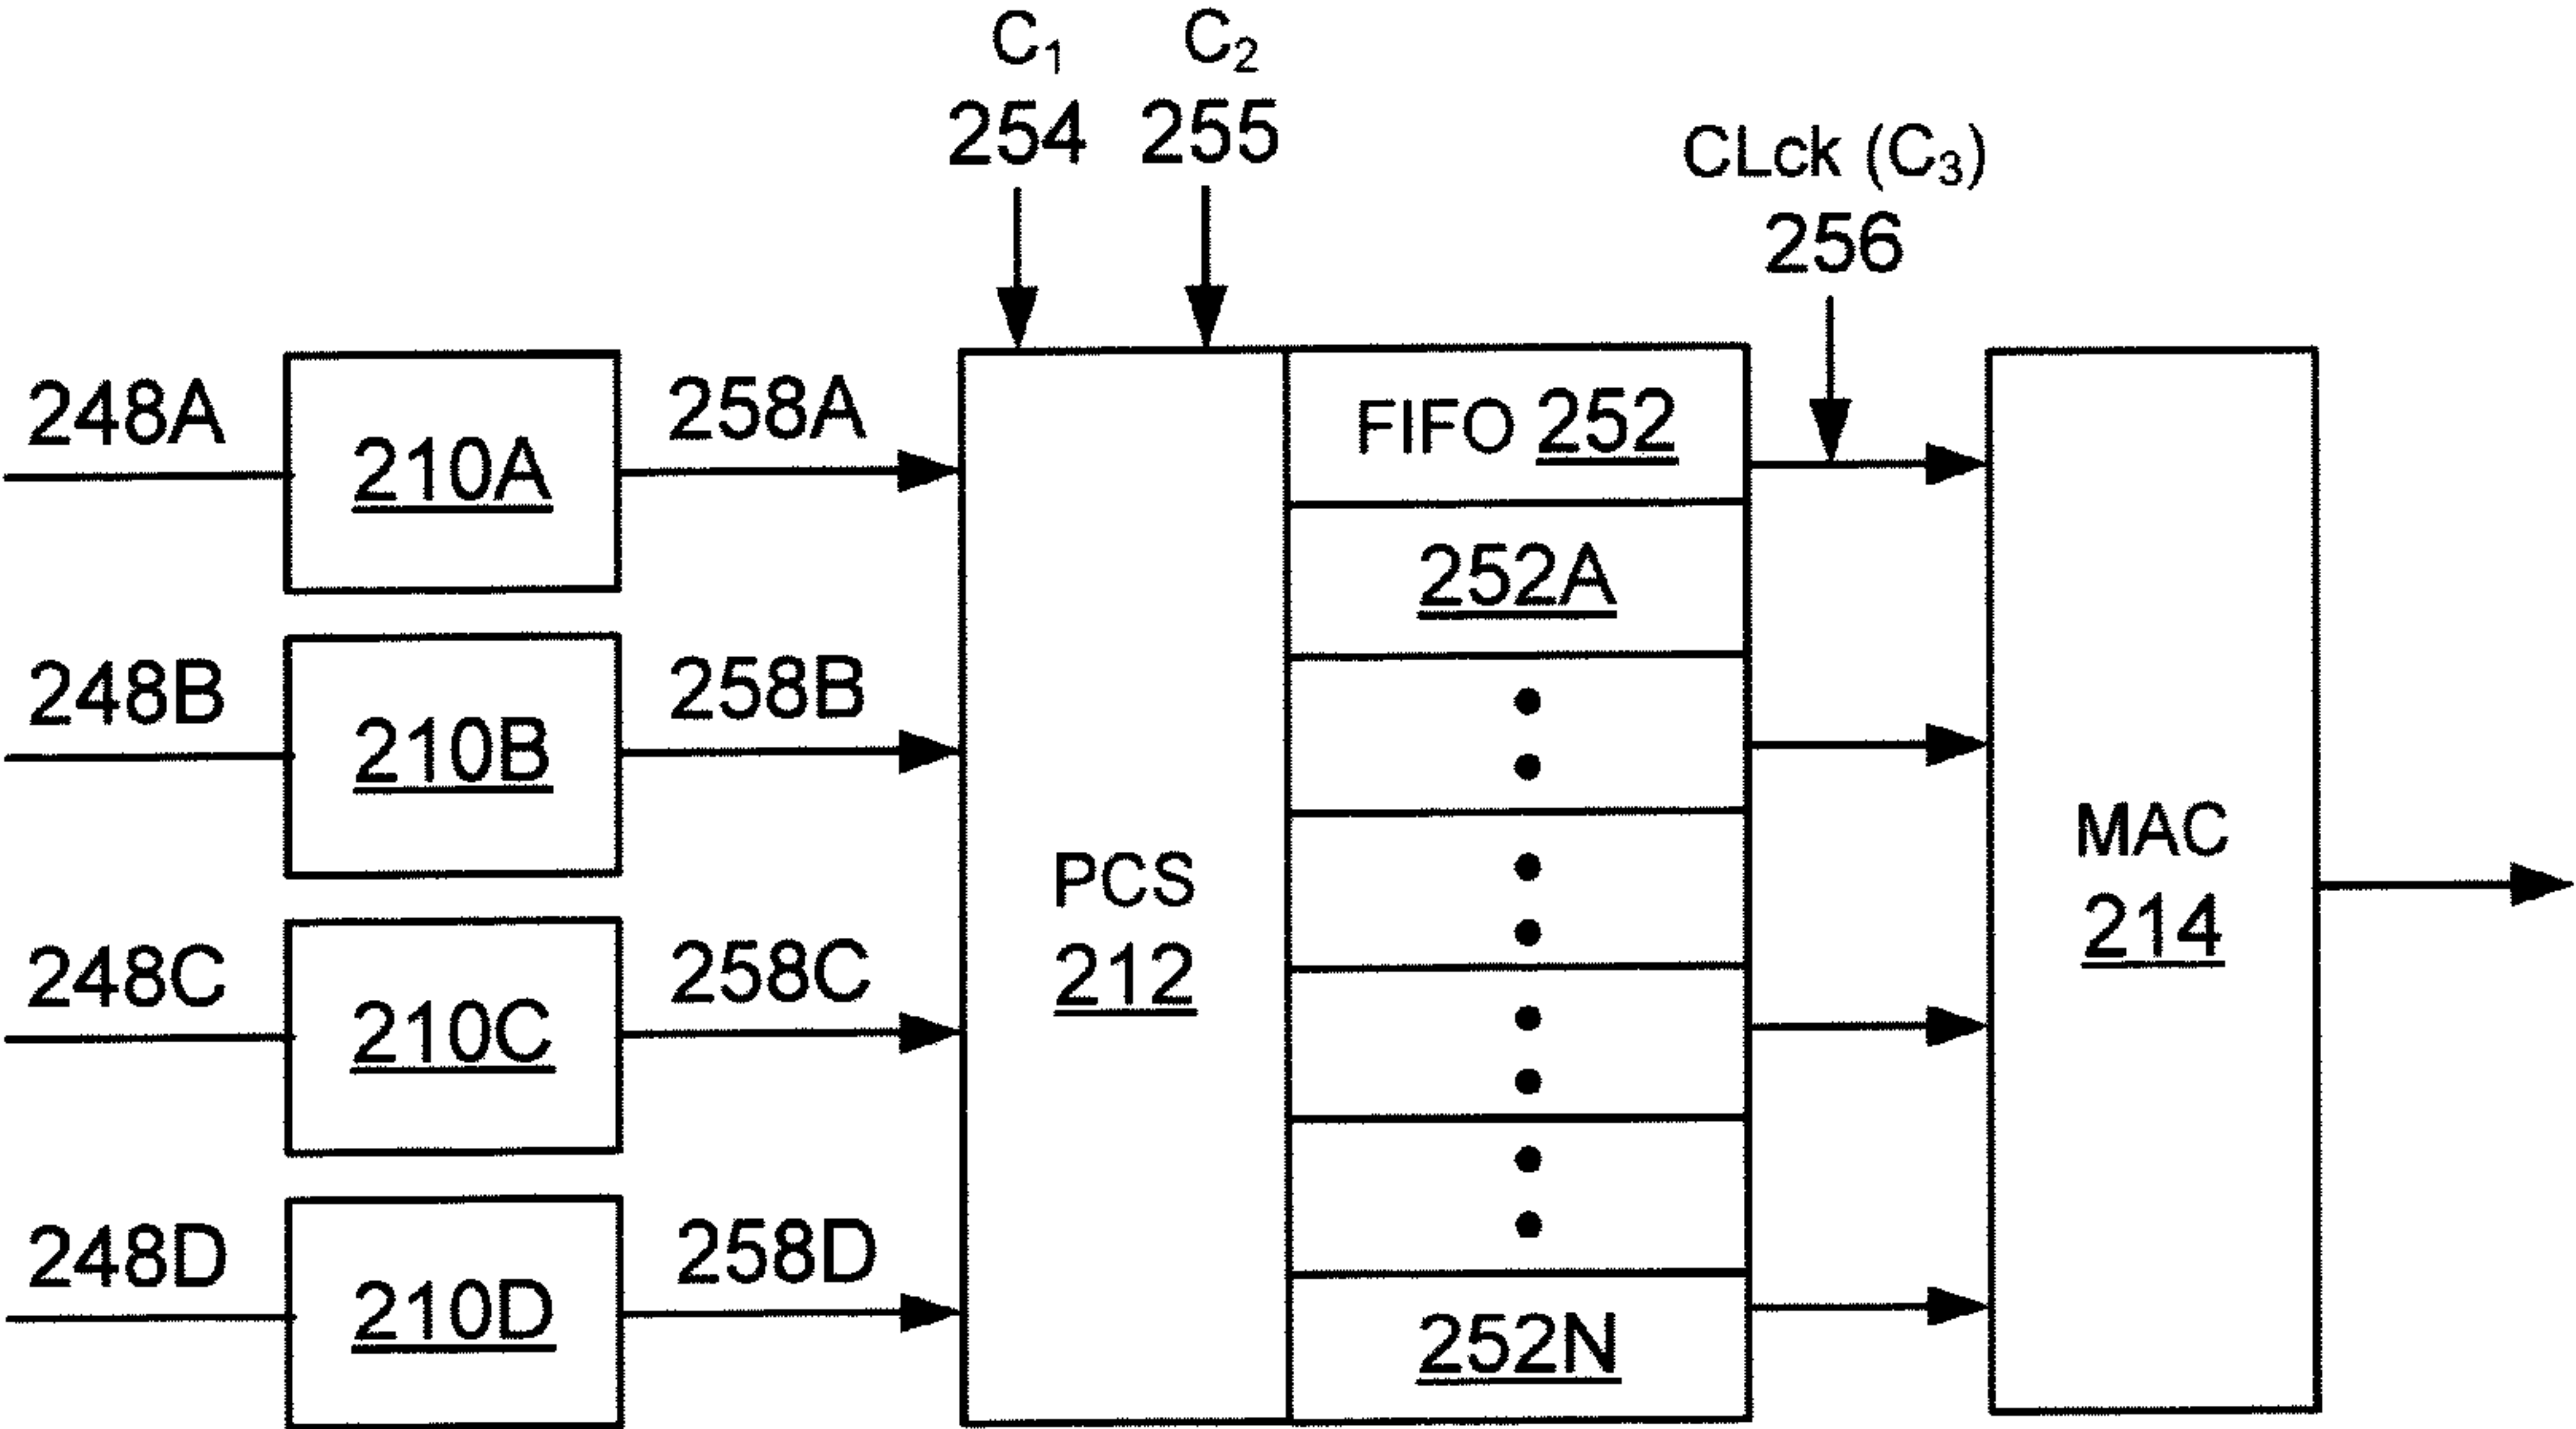 C₁
254
C₂
255
CLck (C₃)
256
248A
210A
258A
248B
210B
258B
248C
210C
258C
248D
210D
258D
PCS
212
FIFO 252
252A
252N
MAC
214